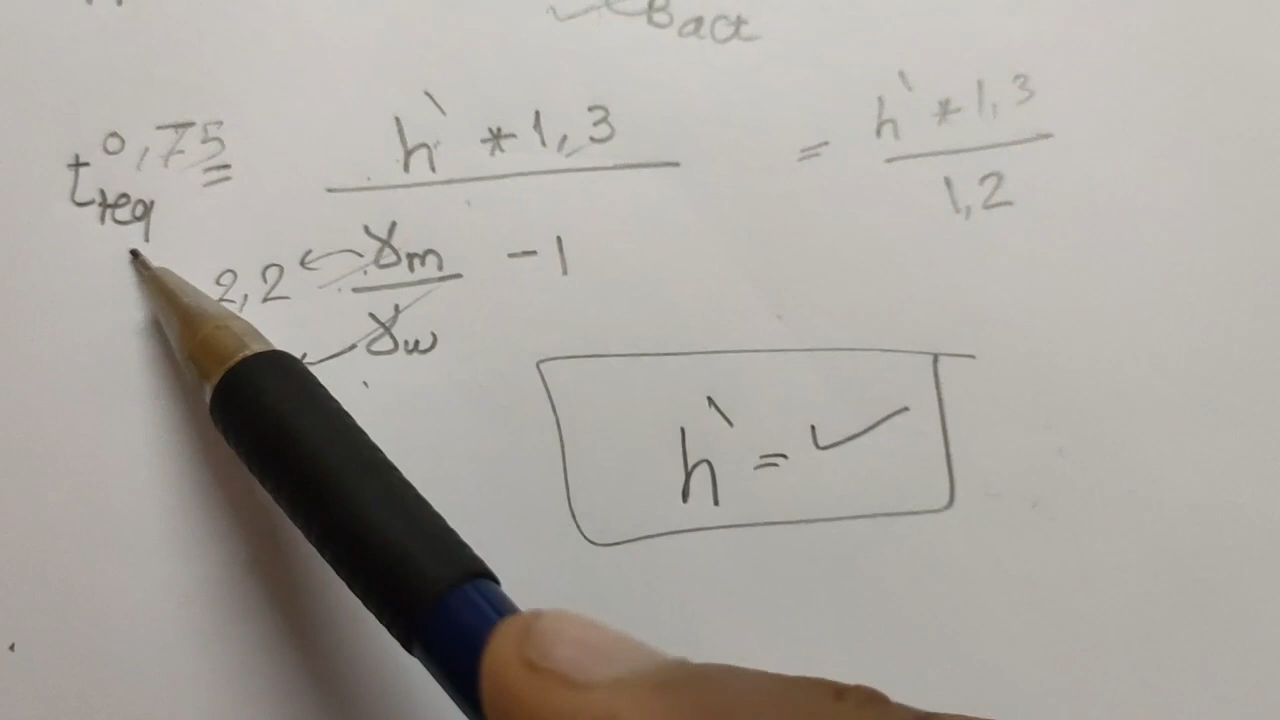 Bact
t_req 0,75 = h` * 1,3 / (γm / γw - 1) = h` * 1,3 / 1,2
2,2 ←
h` = ✓